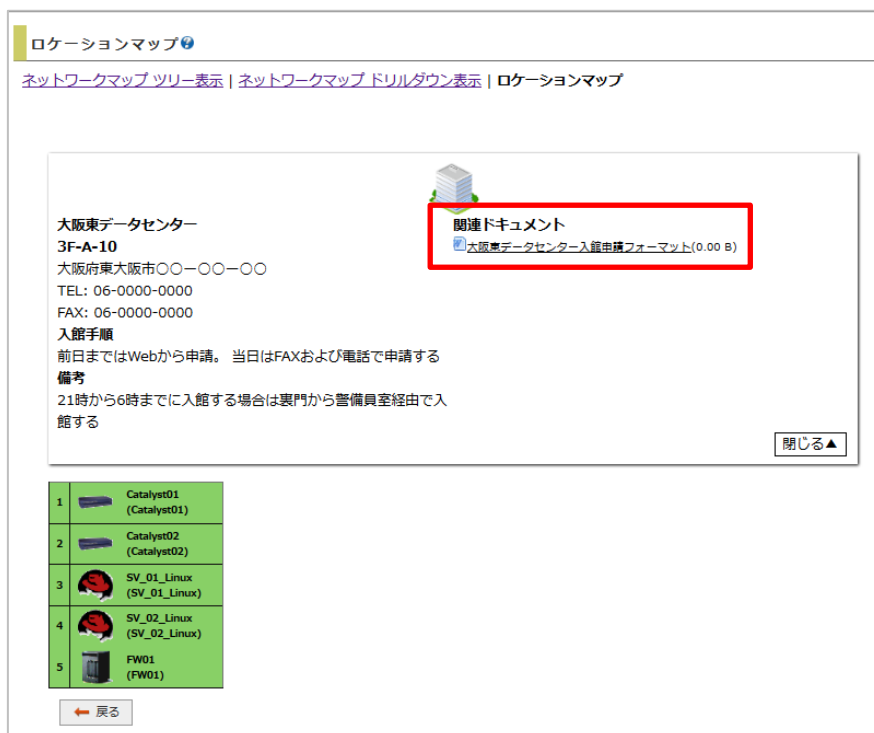 ロケーションマップ
ネットワークマップ ツリー表示 | ネットワークマップ ドリルダウン表示 | ロケーションマップ
大阪東データセンター
3F-A-10
大阪府東大阪市〇〇ー〇〇ー〇〇
TEL: 06-0000-0000
FAX: 06-0000-0000
入館手順
前日まではWebから申請。 当日はFAXおよび電話で申請する
備考
21時から6時までに入館する場合は裏門から警備員室経由で入
館する
関連ドキュメント
大阪東データセンター入館申請フォーマット(0.00 B)
閉じる▲
1 Catalyst01
(Catalyst01)
2 Catalyst02
(Catalyst02)
3 SV_01_Linux
(SV_01_Linux)
4 SV_02_Linux
(SV_02_Linux)
5 FW01
(FW01)
戻る